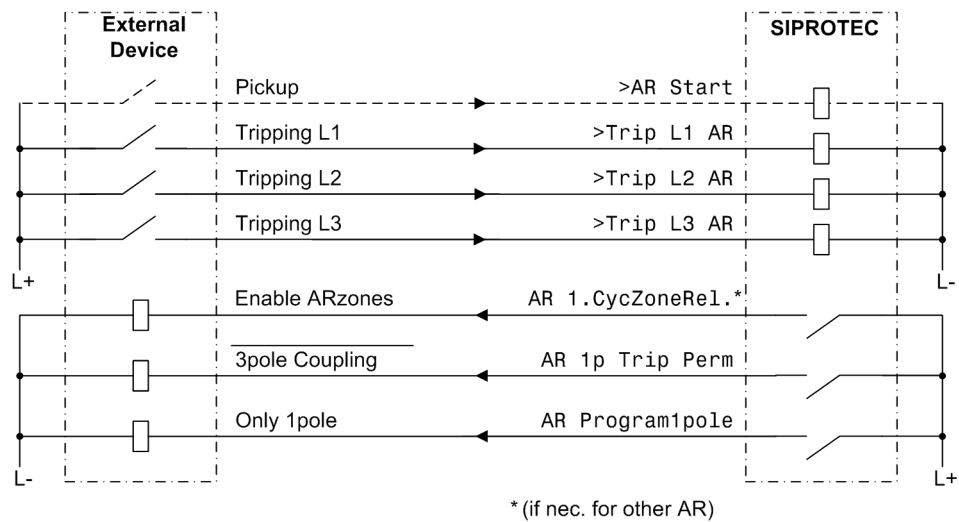 External
Device
SIPROTEC
Pickup >AR Start
Tripping L1 >Trip L1 AR
Tripping L2 >Trip L2 AR
Tripping L3 >Trip L3 AR
L+ L-
Enable ARzones AR 1.CycZoneRel.*
3pole Coupling AR 1p Trip Perm
Only 1pole AR Program1pole
L- L+
* (if nec. for other AR)